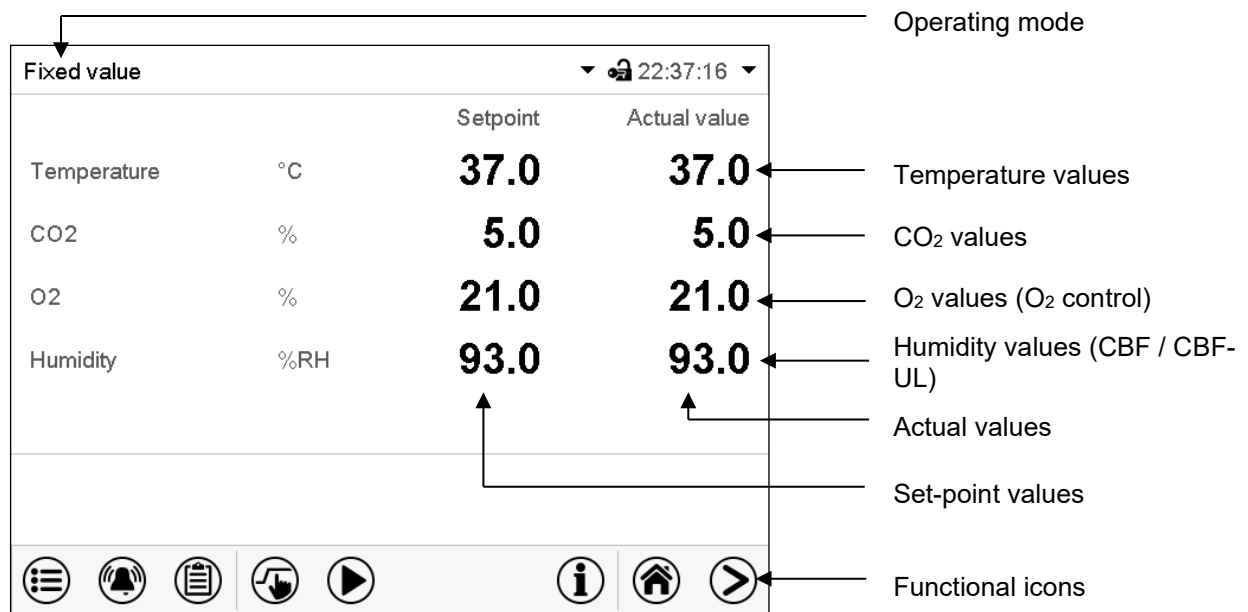 Operating mode
Fixed value 22:37:16
Setpoint Actual value
Temperature °C 37.0 37.0 Temperature values
CO2 % 5.0 5.0 CO₂ values
O2 % 21.0 21.0 O₂ values (O₂ control)
Humidity %RH 93.0 93.0 Humidity values (CBF / CBF-
UL)
Actual values
Set-point values
Functional icons